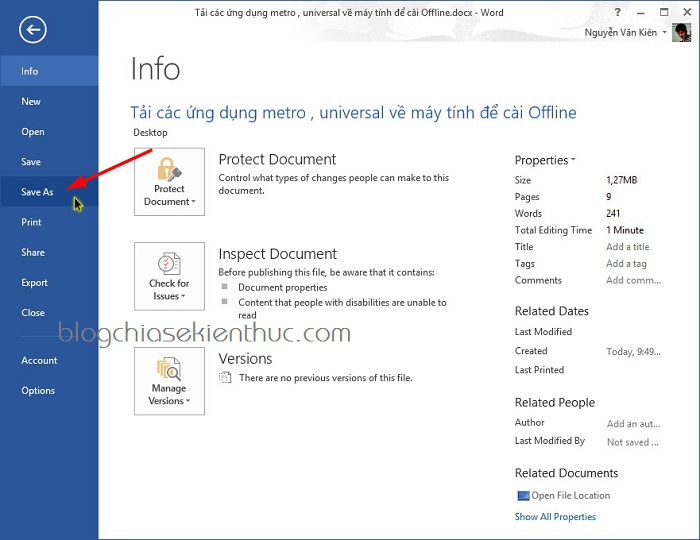 Tải các ứng dụng metro , universal về máy tính để cài Offline.docx - Word
?
Nguyễn Văn Kiên
Info
New
Open
Save
Save As
Print
Share
Export
Close
Account
Options
Info
Tải các ứng dụng metro , universal về máy tính để cài Offline
Desktop
Protect
Document
Protect Document
Control what types of changes people can make to this
document.
Check for
Issues
Inspect Document
Before publishing this file, be aware that it contains:
Document properties
Content that people with disabilities are unable to
read
blogchiasekienthuc.com
Manage
Versions
Versions
There are no previous versions of this file.
Properties
Size 1,27MB
Pages 9
Words 241
Total Editing Time 1 Minute
Title Add a title
Tags Add a tag
Comments Add comm...
Related Dates
Last Modified
Created Today, 9:49...
Last Printed
Related People
Author Add an aut...
Last Modified By Not saved ...
Related Documents
Open File Location
Show All Properties